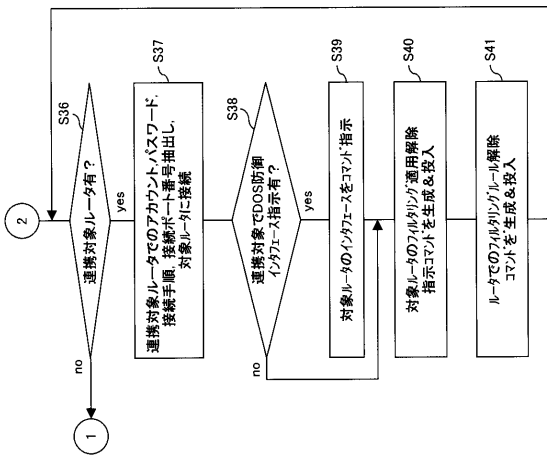 2
S36
連携対象ルータ有？
no
1
yes
S37
連携対象ルータでのアカウント、パスワード、
接続手順、接続ポート番号抽出し、
対象ルータに接続
S38
連携対象でDOS防御
インタフェース指示有？
no
yes
S39
対象ルータのインタフェースをコマンド指示
S40
対象ルータのフィルタリング適用解除
指示コマンドを生成＆投入
S41
ルータでのフィルタリングルール解除
コマンドを生成＆投入